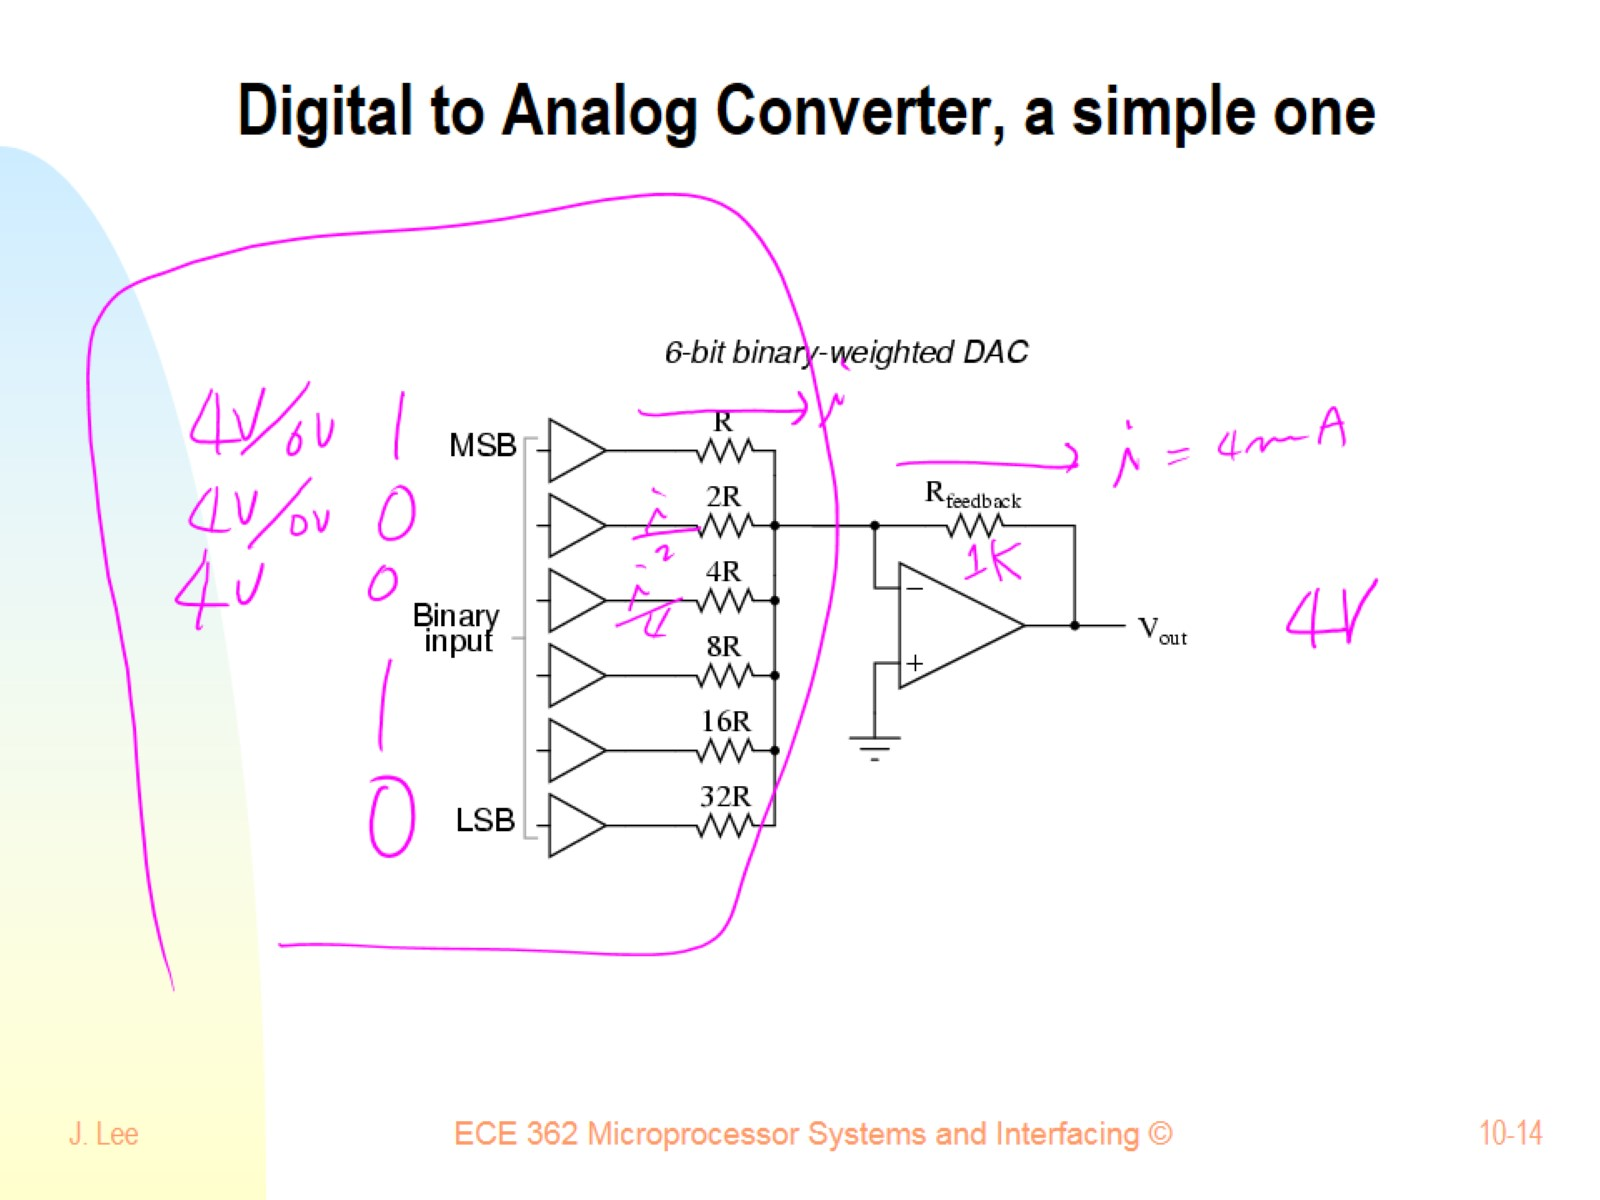 Digital to Analog Converter, a simple one
6-bit binary-weighted DAC
4V/0V 1 MSB R i
i = 4mA
4V/0V 0 i/2 2R
Rfeedback
1K
4V 0 i/4 4R
−
Binary
input
4V
Vout
8R
+
1
16R
0 LSB 32R
J. Lee ECE 362 Microprocessor Systems and Interfacing © 10-14